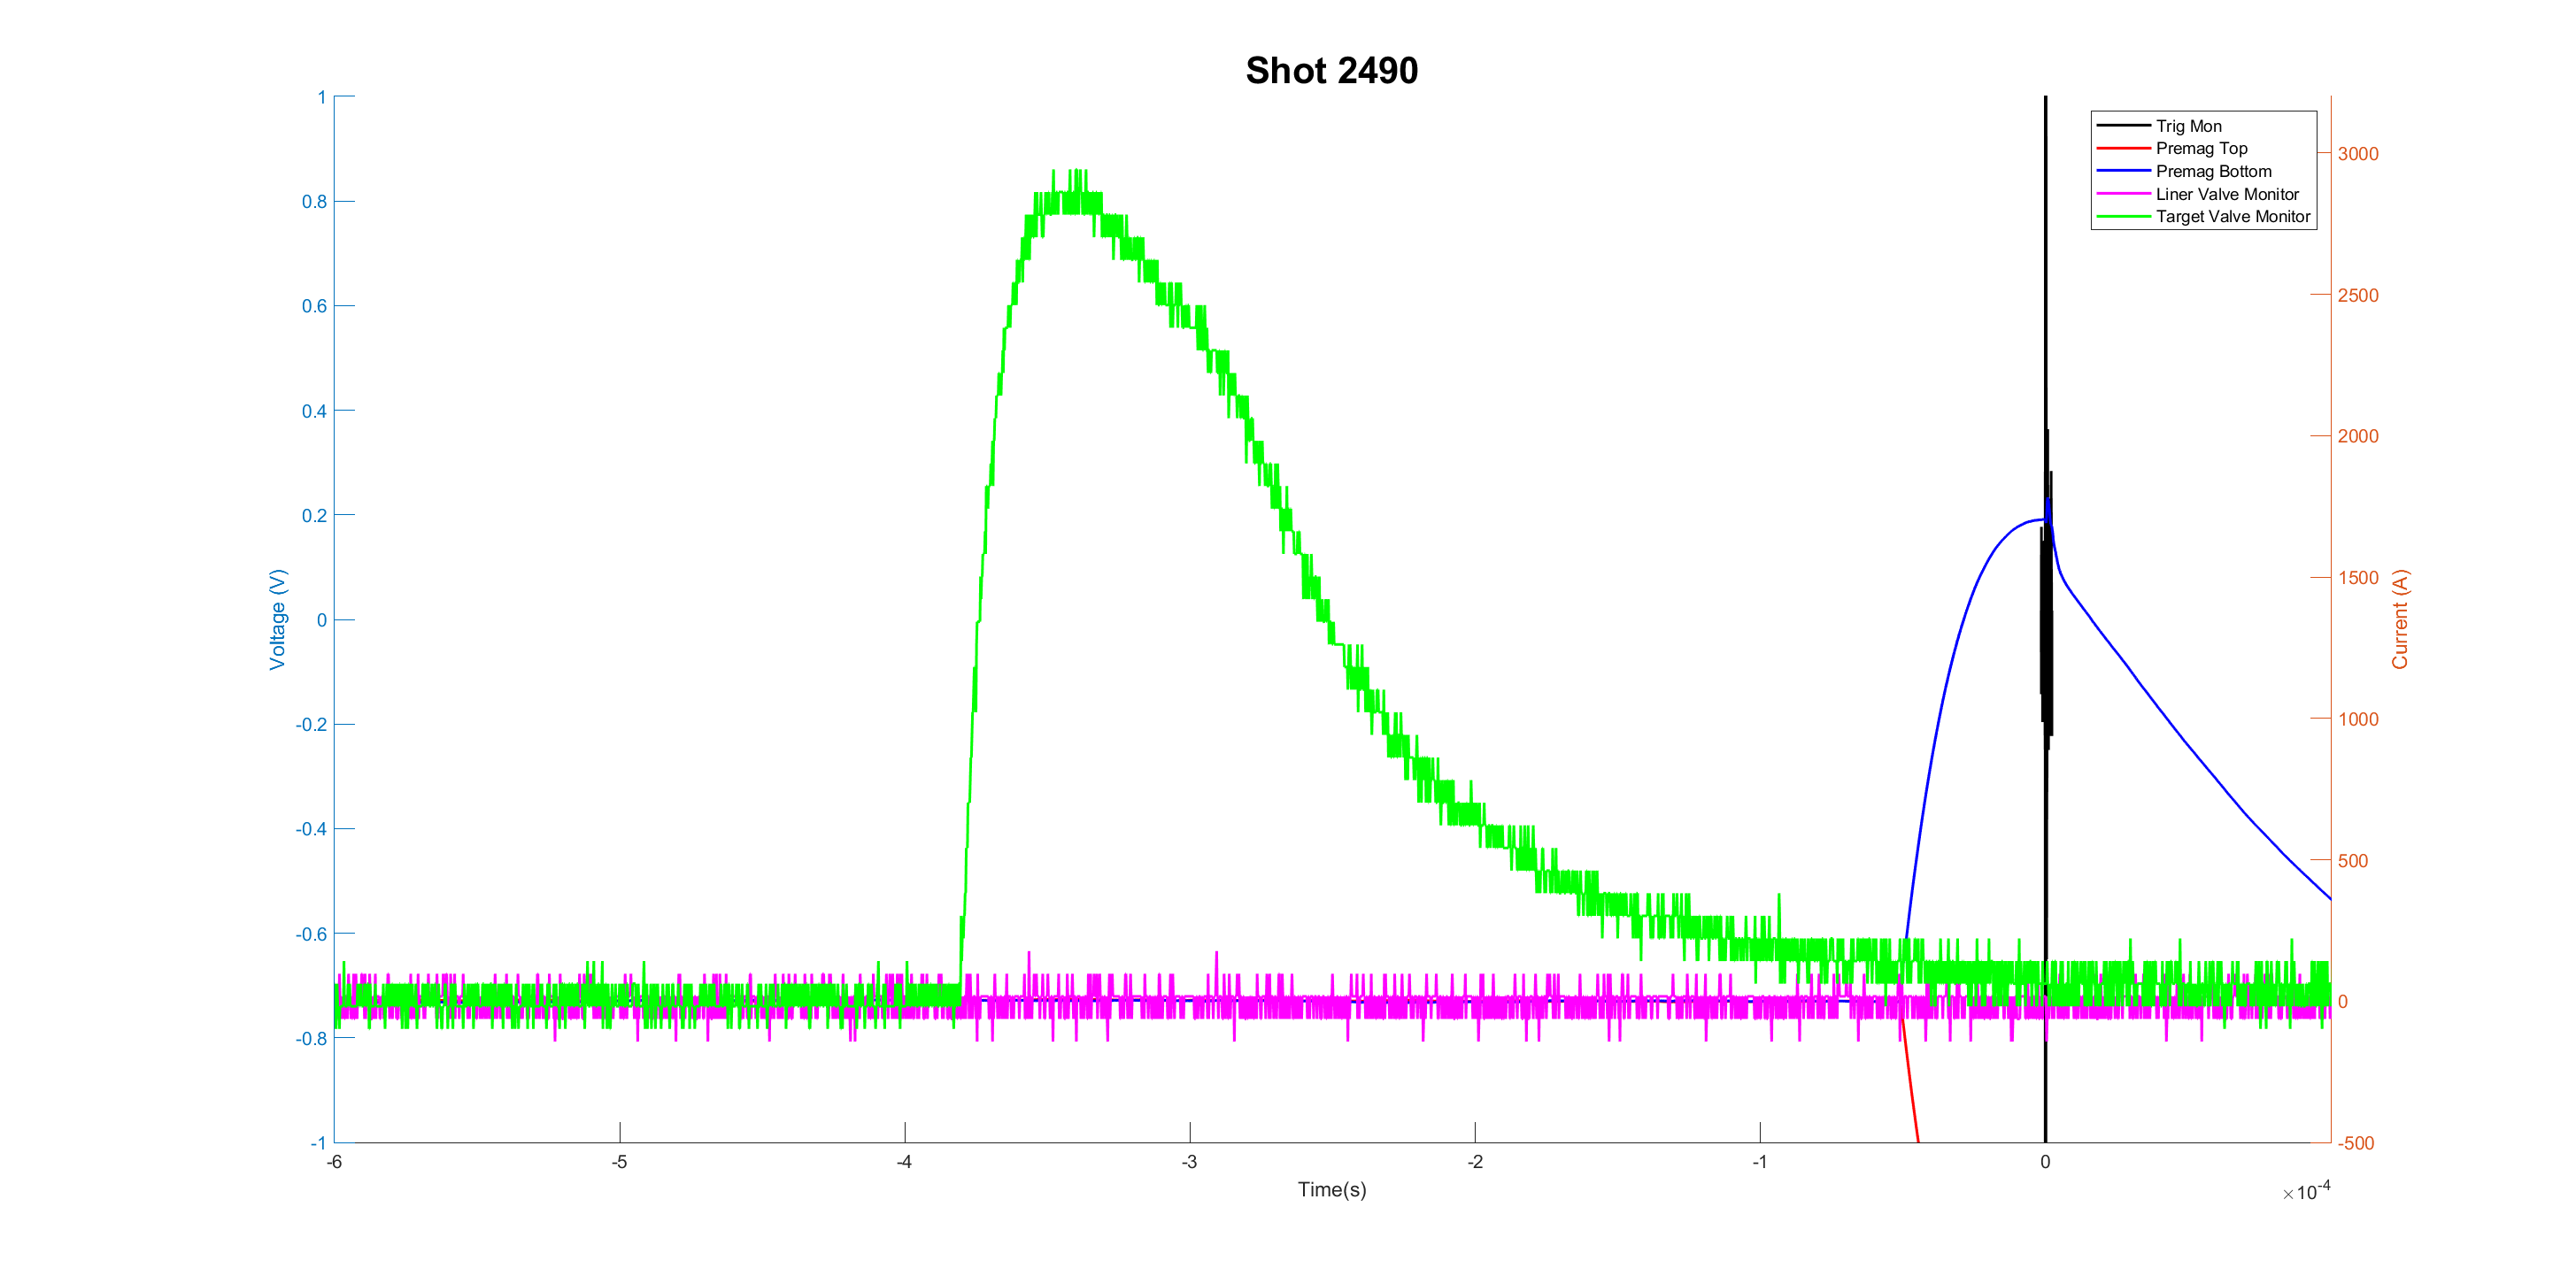 Shot 2490
Trig Mon
Premag Top
Premag Bottom
Liner Valve Monitor
Target Valve Monitor
Voltage (V)
1
0.8
0.6
0.4
0.2
0
-0.2
-0.4
-0.6
-0.8
-1
Current (A)
3000
2500
2000
1500
1000
500
0
-500
-6 -5 -4 -3 -2 -1 0
Time(s)
×10-4